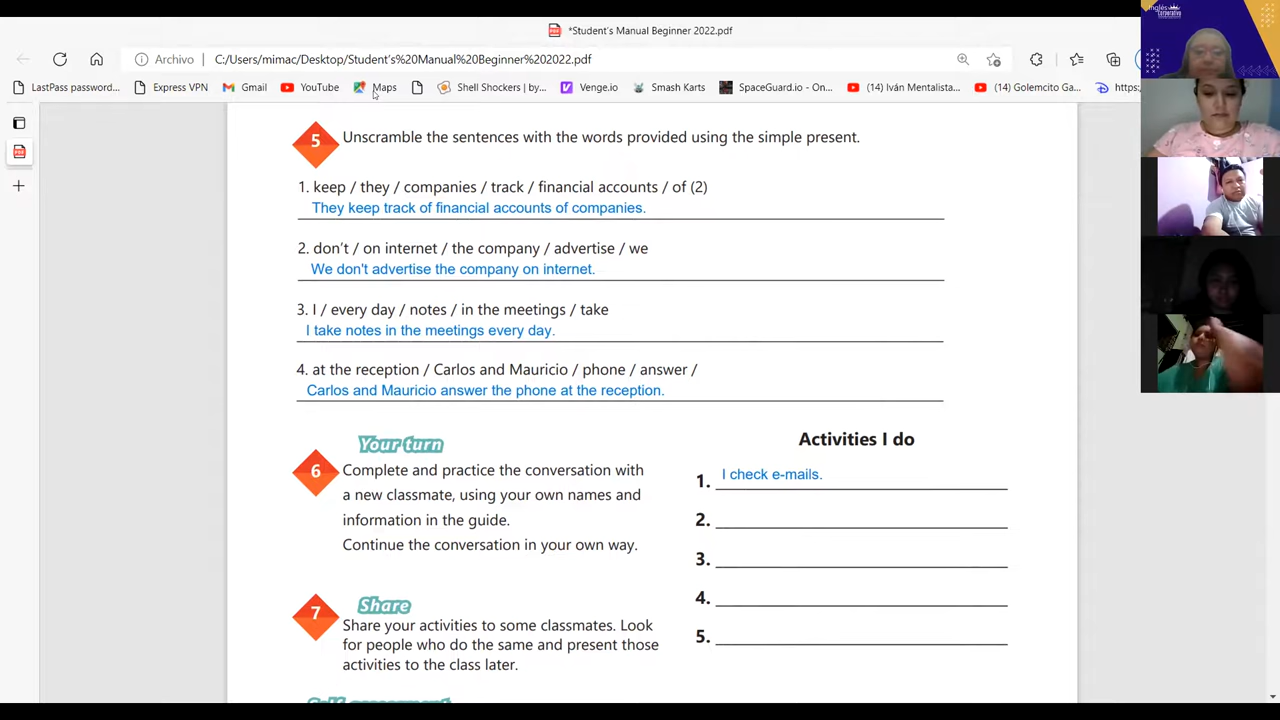 *Student's Manual Beginner 2022.pdf
Archivo C:/Users/mimac/Desktop/Student's%20Manual%20Beginner%202022.pdf
LastPass password... Express VPN Gmail YouTube Maps Shell Shockers | by... Venge.io Smash Karts SpaceGuard.io - On... (14) Iván Mentalista... (14) Golemcito Ga... https:
inglés
corporativo
5 Unscramble the sentences with the words provided using the simple present.
1. keep / they / companies / track / financial accounts / of (2)
They keep track of financial accounts of companies.
2. don't / on internet / the company / advertise / we
We don't advertise the company on internet.
3. I / every day / notes / in the meetings / take
I take notes in the meetings every day.
4. at the reception / Carlos and Mauricio / phone / answer /
Carlos and Mauricio answer the phone at the reception.
Your turn
6 Complete and practice the conversation with
a new classmate, using your own names and
information in the guide.
Continue the conversation in your own way.
7 Share
Share your activities to some classmates. Look
for people who do the same and present those
activities to the class later.
Self-assessment
Activities I do
1. I check e-mails.
2.
3.
4.
5.